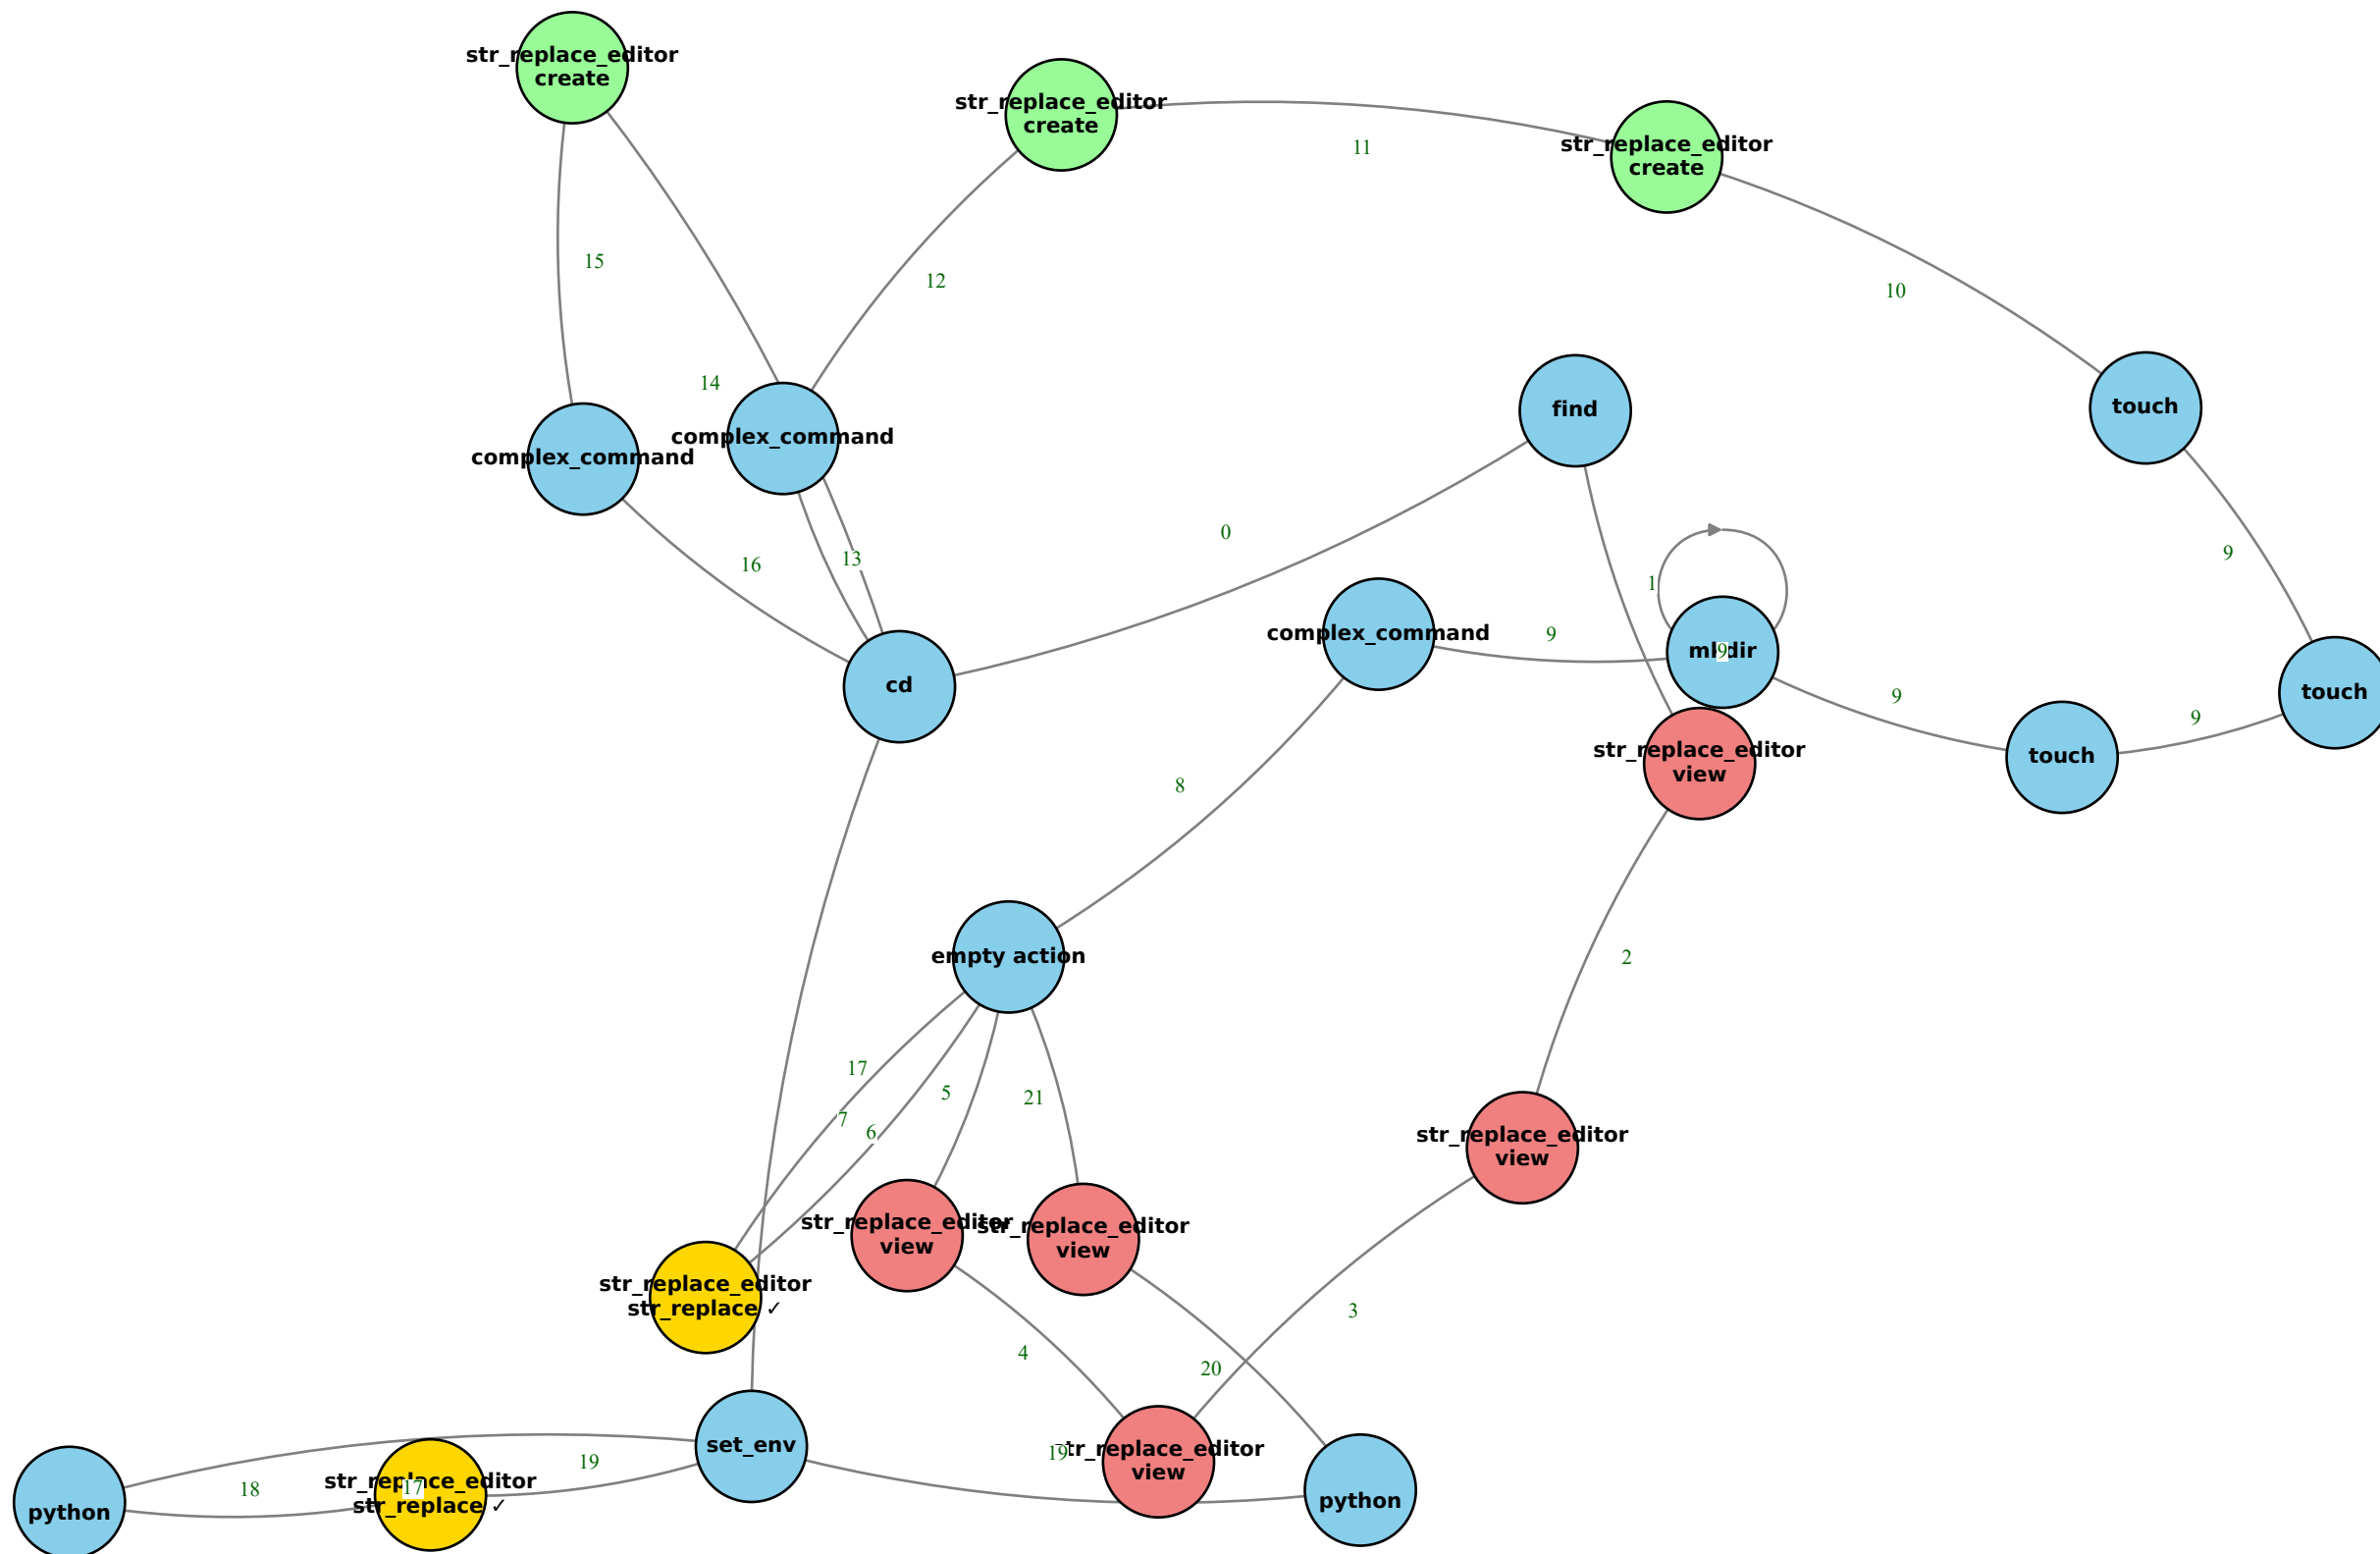 str_replace_editor
create
str_replace_editor
create
11
str_replace_editor
create
15
12
10
14
complex_command
complex_command
find
touch
16
13
0
9
1
complex_command
9
mkdir
9
cd
9
9
touch
touch
str_replace_editor
view
8
empty action
2
17
7
6
5
21
str_replace_editor
view
str_replace_editor
view
str_replace_editor
view
str_replace_editor
str_replace ✓
4
20
3
set_env
19
19
str_replace_editor
view
18
17
str_replace_editor
str_replace ✓
python
python